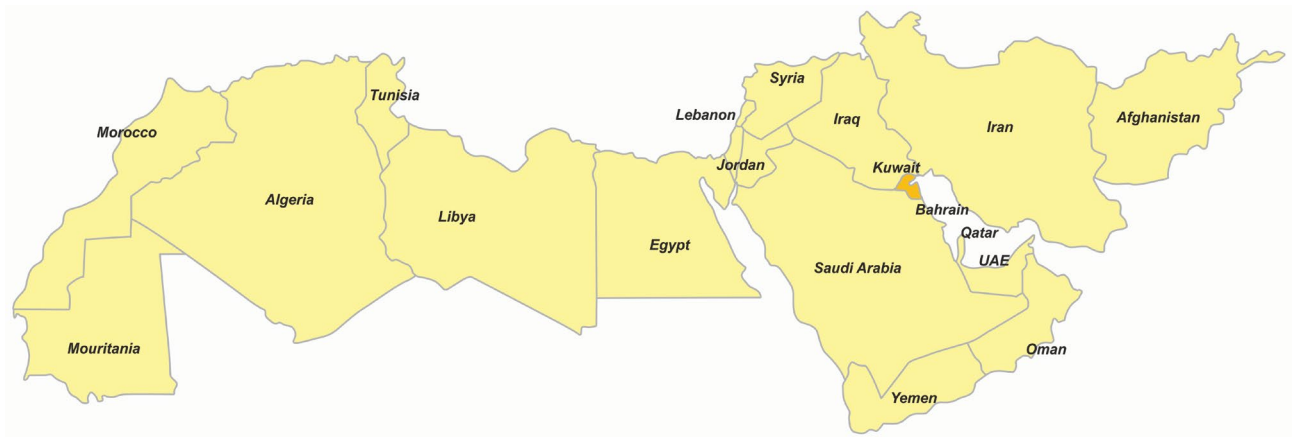 Morocco
Tunisia
Algeria
Libya
Egypt
Mouritania
Lebanon
Syria
Jordan
Iraq
Kuwait
Iran
Afghanistan
Bahrain
Qatar
UAE
Saudi Arabia
Oman
Yemen